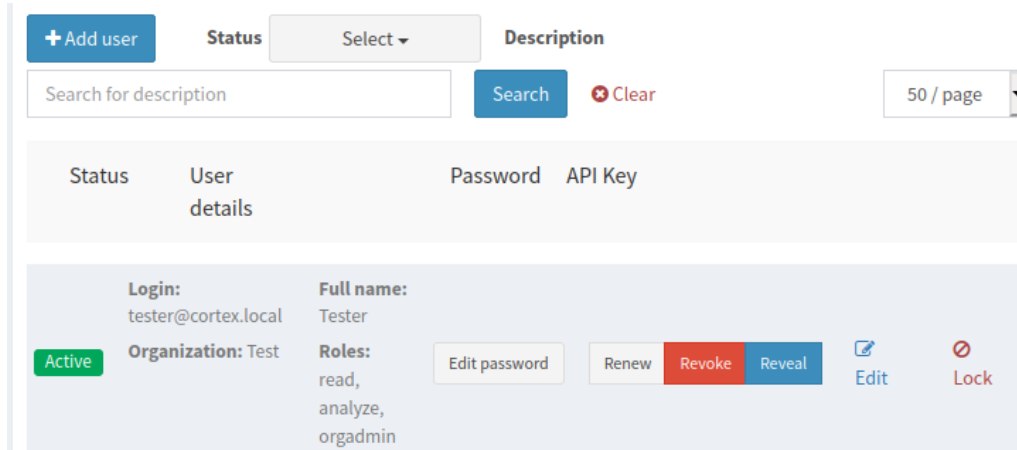 Add user Status Select Description
Search for description Search Clear 50 / page
Status User details Password API Key
Login: tester@cortex.local Full name: Tester
Active Organization: Test Roles: read, analyze, orgadmin Edit password Renew Revoke Reveal Edit Lock